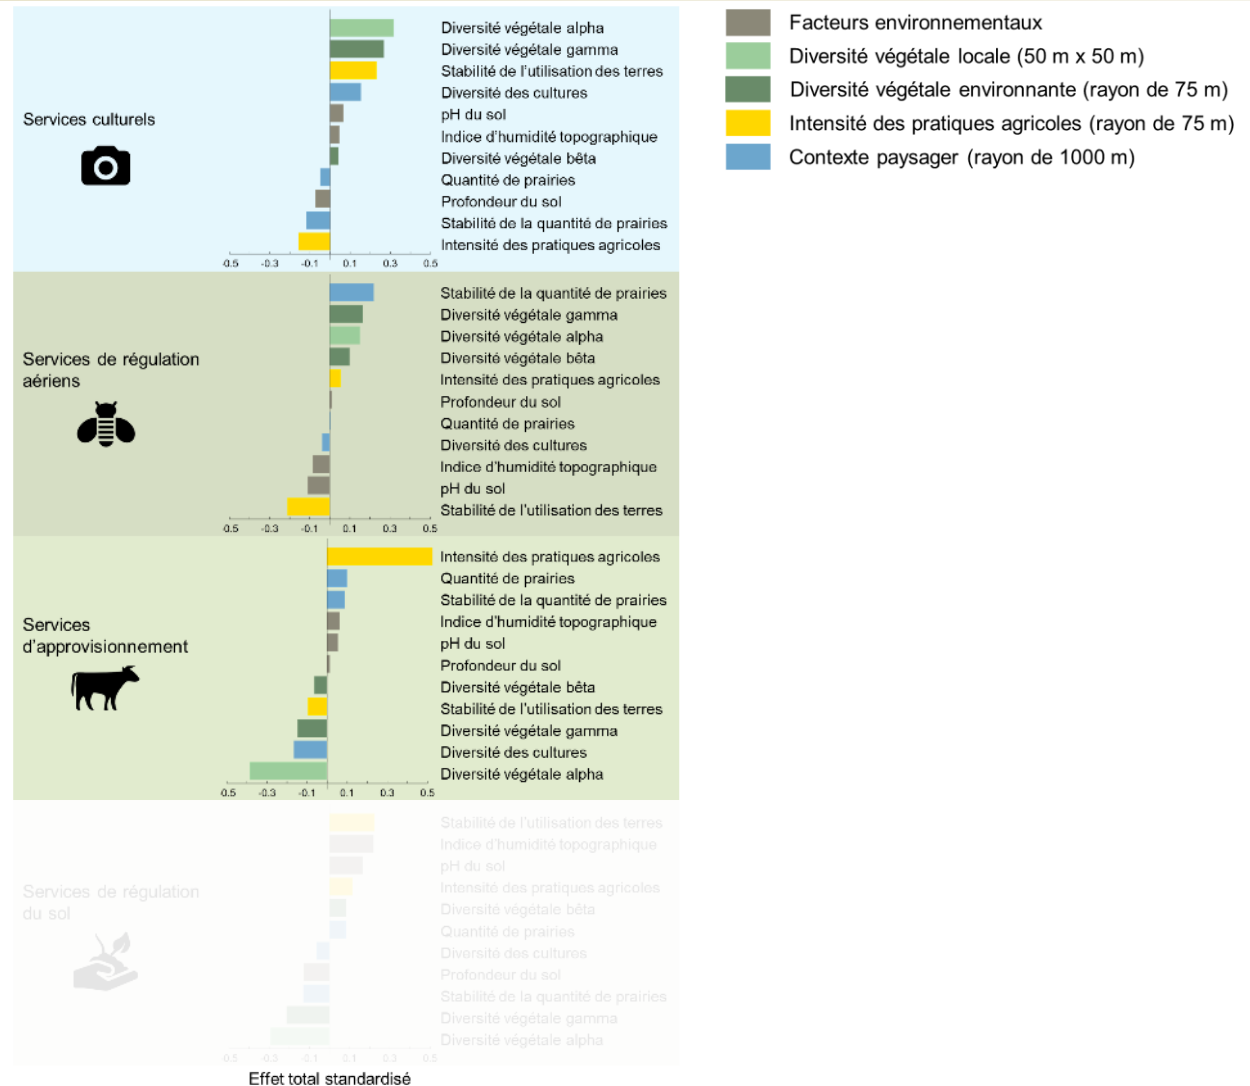 Services culturels
Diversité végétale alpha
Diversité végétale gamma
Stabilité de l'utilisation des terres
Diversité des cultures
pH du sol
Indice d'humidité topographique
Diversité végétale bêta
Quantité de prairies
Profondeur du sol
Stabilité de la quantité de prairies
Intensité des pratiques agricoles
-0.5 -0.3 -0.1 0.1 0.3 0.5
Services de régulation
aériens
Stabilité de la quantité de prairies
Diversité végétale gamma
Diversité végétale alpha
Diversité végétale bêta
Intensité des pratiques agricoles
Profondeur du sol
Quantité de prairies
Diversité des cultures
Indice d'humidité topographique
pH du sol
Stabilité de l'utilisation des terres
-0.5 -0.3 -0.1 0.1 0.3 0.5
Services
d'approvisionnement
Intensité des pratiques agricoles
Quantité de prairies
Stabilité de la quantité de prairies
Indice d'humidité topographique
pH du sol
Profondeur du sol
Diversité végétale bêta
Stabilité de l'utilisation des terres
Diversité végétale gamma
Diversité des cultures
Diversité végétale alpha
-0.5 -0.3 -0.1 0.1 0.3 0.5
Services de régulation
du sol
Stabilité de l'utilisation des terres
Indice d'humidité topographique
pH du sol
Intensité des pratiques agricoles
Diversité végétale bêta
Quantité de prairies
Diversité des cultures
Profondeur du sol
Stabilité de la quantité de prairies
Diversité végétale gamma
Diversité végétale alpha
-0.5 -0.3 -0.1 0.1 0.3 0.5
Effet total standardisé
Facteurs environnementaux
Diversité végétale locale (50 m x 50 m)
Diversité végétale environnante (rayon de 75 m)
Intensité des pratiques agricoles (rayon de 75 m)
Contexte paysager (rayon de 1000 m)